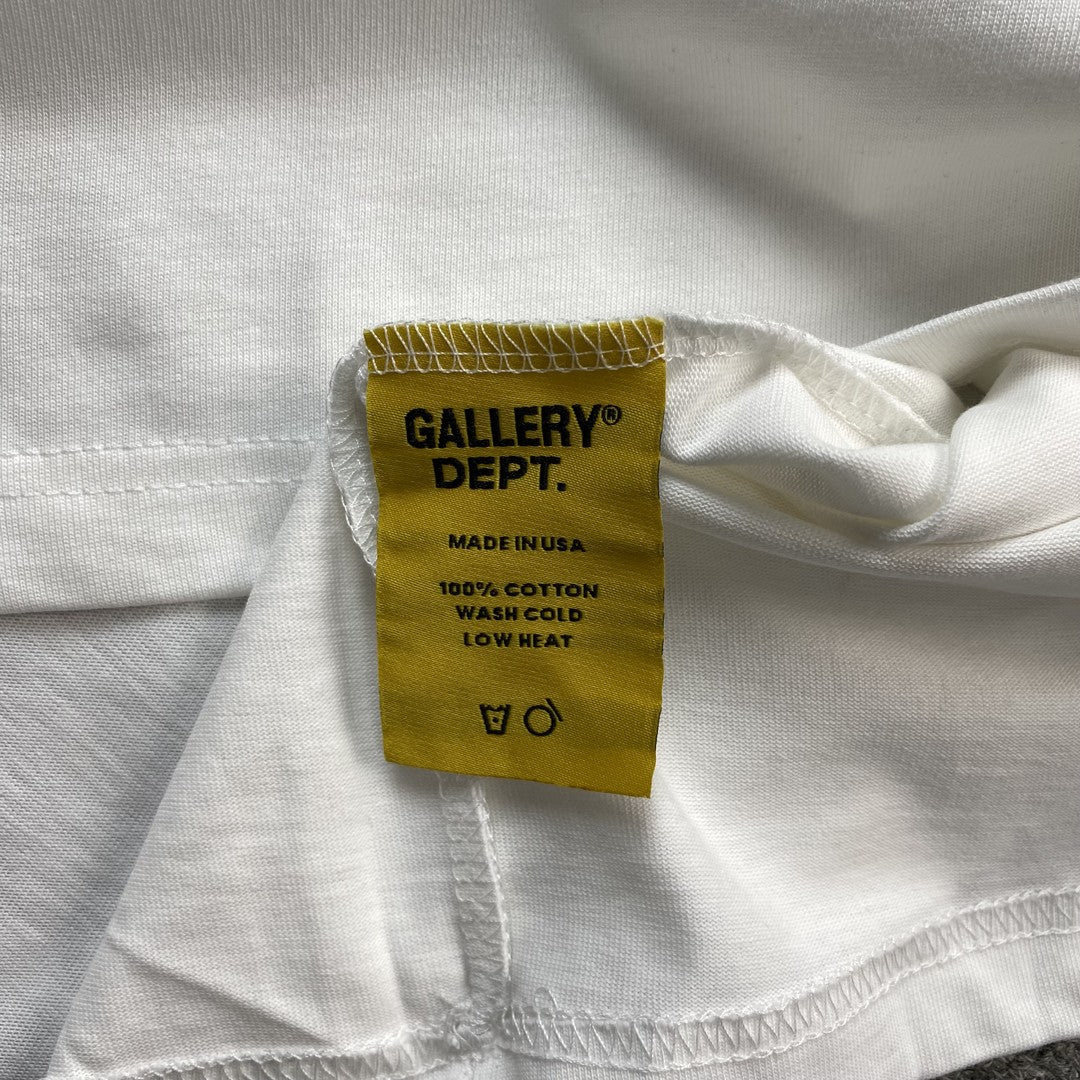 GALLERY®
DEPT.
MADE IN USA
100% COTTON
WASH COLD
LOW HEAT